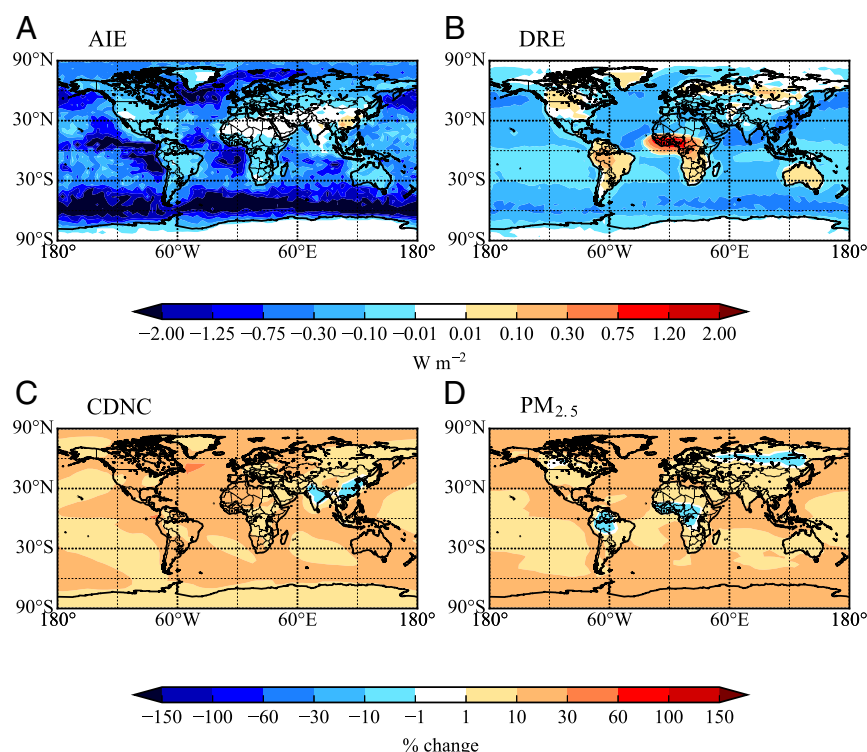 A B
AIE DRE
90°N 90°N
30°N 30°N
30°S 30°S
90°S 90°S
180° 60°W 60°E 180° 180° 60°W 60°E 180°
−2.00 −1.25 −0.75 −0.30 −0.10 −0.01 0.01 0.10 0.30 0.75 1.20 2.00
W m−2
C D
CDNC PM2.5
90°N 90°N
30°N 30°N
30°S 30°S
90°S 90°S
180° 60°W 60°E 180° 180° 60°W 60°E 180°
−150 −100 −60 −30 −10 −1 1 10 30 60 100 150
% change